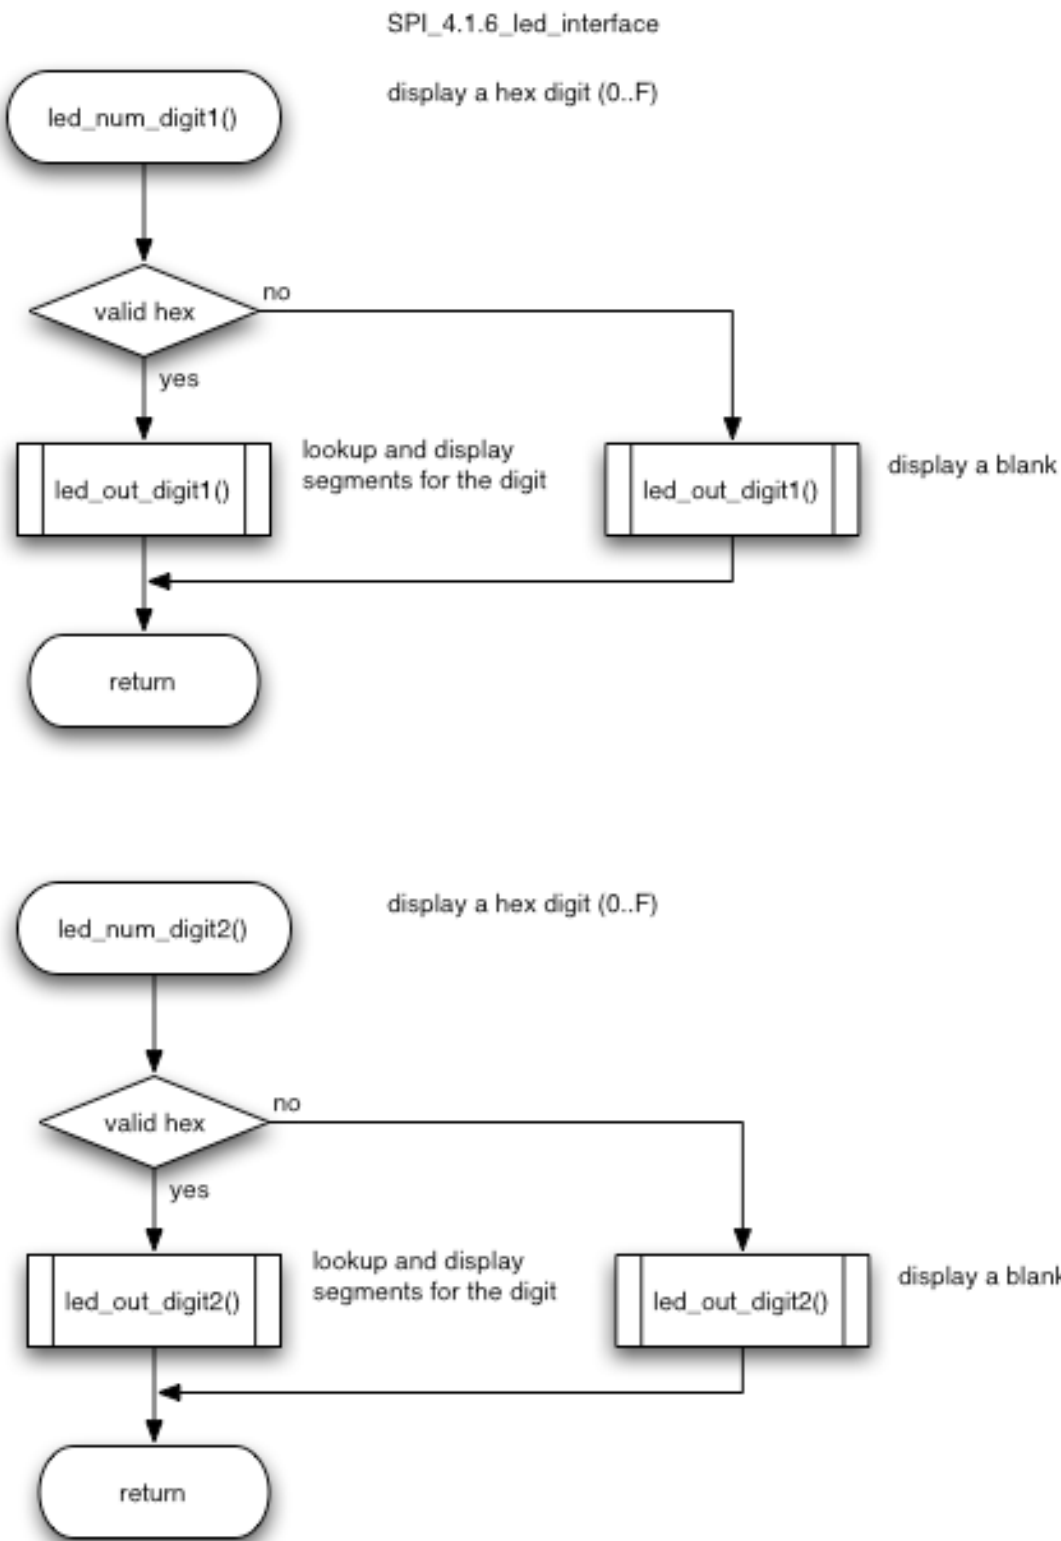 SPI_4.1.6_led_interface
led_num_digit1()
display a hex digit (0..F)
valid hex
no
yes
led_out_digit1()
lookup and display
segments for the digit
led_out_digit1()
display a blank
return
led_num_digit2()
display a hex digit (0..F)
valid hex
no
yes
led_out_digit2()
lookup and display
segments for the digit
led_out_digit2()
display a blank
return